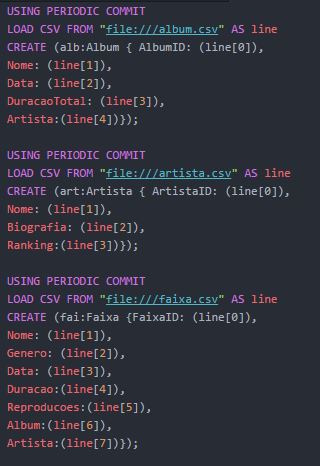 USING PERIODIC COMMIT
LOAD CSV FROM "file:///album.csv" AS line
CREATE (alb:Album { AlbumID: (line[0]),
Nome: (line[1]),
Data: (line[2]),
DuracaoTotal: (line[3]),
Artista:(line[4])});

USING PERIODIC COMMIT
LOAD CSV FROM "file:///artista.csv" AS line
CREATE (art:Artista { ArtistaID: (line[0]),
Nome: (line[1]),
Biografia: (line[2]),
Ranking:(line[3])});

USING PERIODIC COMMIT
LOAD CSV FROM "file:///faixa.csv" AS line
CREATE (fai:Faixa {FaixaID: (line[0]),
Nome: (line[1]),
Genero: (line[2]),
Data: (line[3]),
Duracao:(line[4]),
Reproducoes:(line[5]),
Album:(line[6]),
Artista:(line[7])});